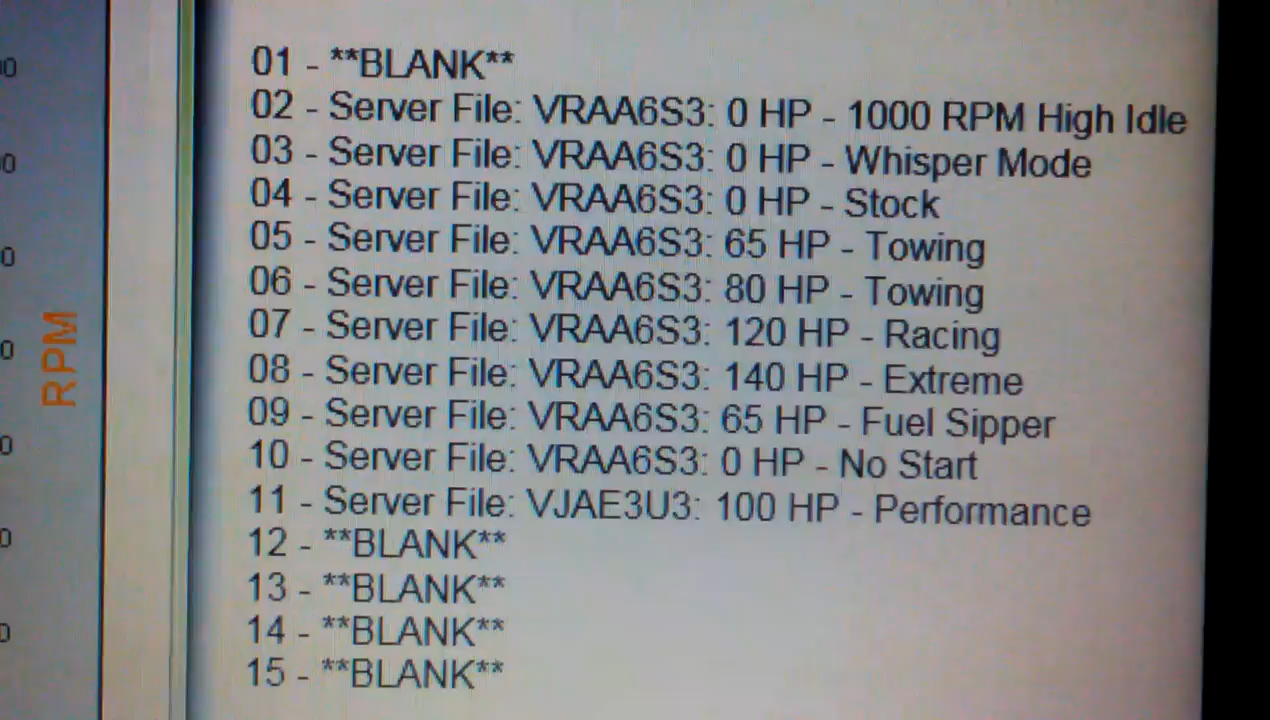 01 - **BLANK**
02 - Server File: VRAA6S3: 0 HP - 1000 RPM High Idle
03 - Server File: VRAA6S3: 0 HP - Whisper Mode
04 - Server File: VRAA6S3: 0 HP - Stock
05 - Server File: VRAA6S3: 65 HP - Towing
06 - Server File: VRAA6S3: 80 HP - Towing
07 - Server File: VRAA6S3: 120 HP - Racing
08 - Server File: VRAA6S3: 140 HP - Extreme
09 - Server File: VRAA6S3: 65 HP - Fuel Sipper
10 - Server File: VRAA6S3: 0 HP - No Start
11 - Server File: VJAE3U3: 100 HP - Performance
12 - **BLANK**
13 - **BLANK**
14 - **BLANK**
15 - **BLANK**
RPM